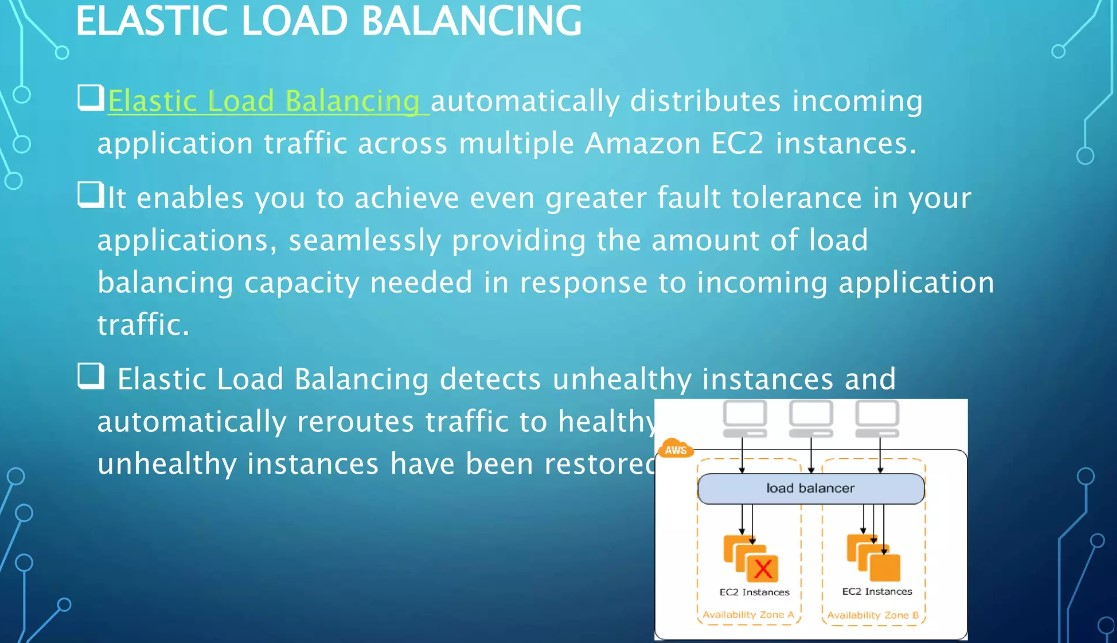 ELASTIC LOAD BALANCING
Elastic Load Balancing automatically distributes incoming
application traffic across multiple Amazon EC2 instances.
It enables you to achieve even greater fault tolerance in your
applications, seamlessly providing the amount of load
balancing capacity needed in response to incoming application
traffic.
Elastic Load Balancing detects unhealthy instances and
automatically reroutes traffic to healthy
unhealthy instances have been restored
AWS
load balancer
EC2 Instances
EC2 Instances
Availability Zone A
Availability Zone B